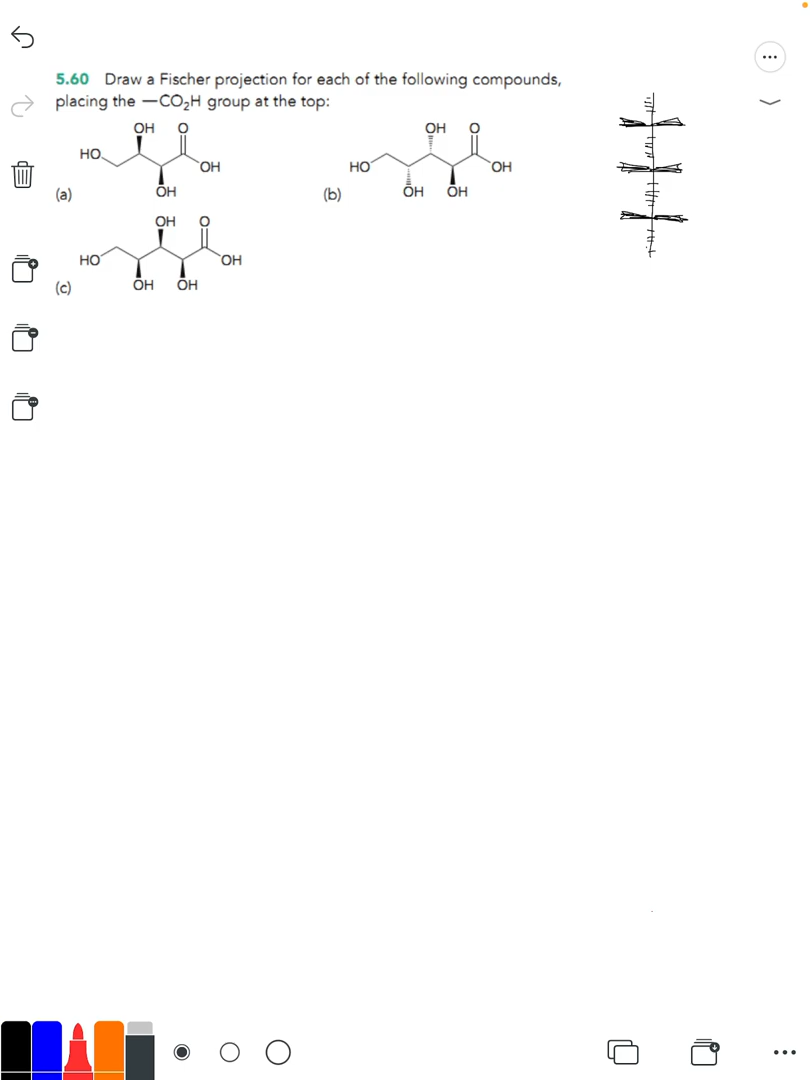 5.60 Draw a Fischer projection for each of the following compounds,
placing the —CO₂H group at the top:
OH O
HO
OH
OH
(a)
OH O
HO
OH
OH OH
(b)
OH O
HO
OH
OH OH
(c)